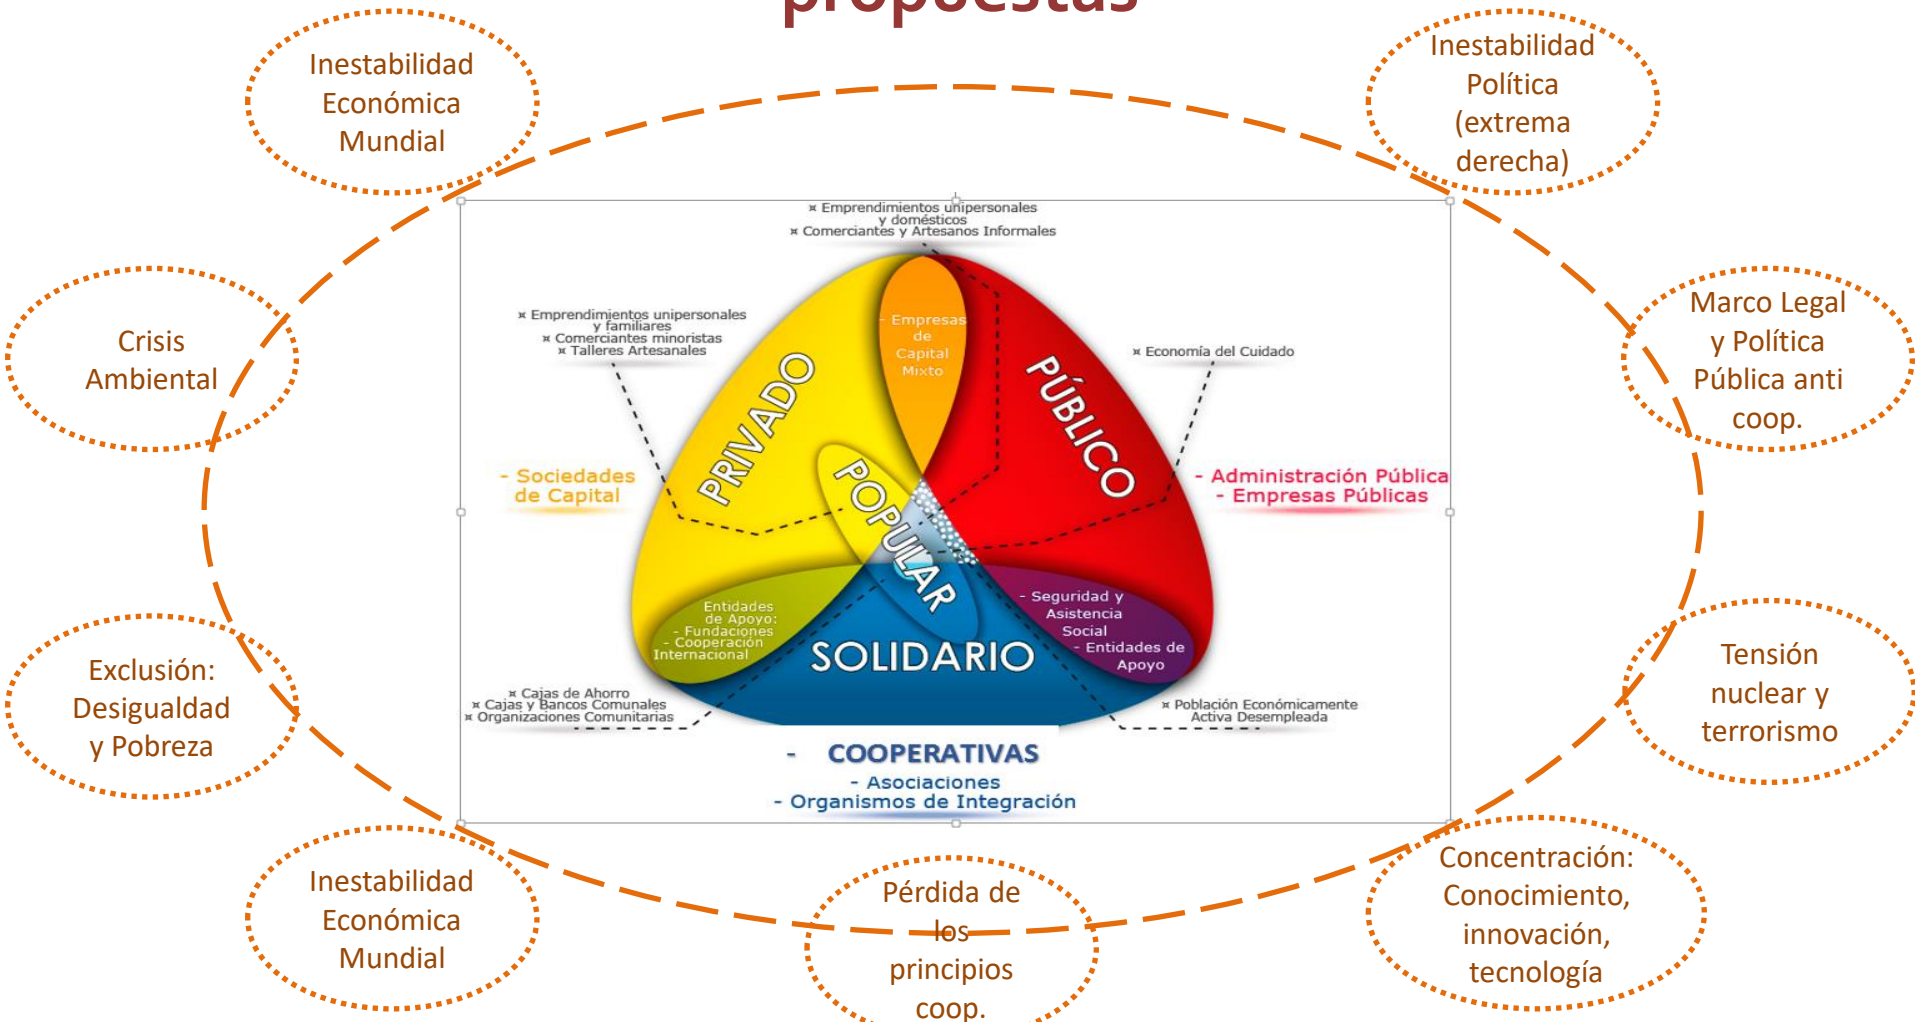 propuestas
Inestabilidad
Económica
Mundial
Inestabilidad
Política
(extrema
derecha)
¤ Emprendimientos unipersonales
y domésticos
¤ Comerciantes y Artesanos Informales
Crisis
Ambiental
¤ Emprendimientos unipersonales
y familiares
¤ Comerciantes minoristas
¤ Talleres Artesanales
- Empresas
de
Capital
Mixto
¤ Economía del Cuidado
Marco Legal
y Política
Pública anti
coop.
PRIVADO
PÚBLICO
POPULAR
- Sociedades
de Capital
- Administración Pública
- Empresas Públicas
Entidades
de Apoyo:
- Fundaciones
- Cooperación
Internacional
- Seguridad y
Asistencia
Social
- Entidades de
Apoyo
SOLIDARIO
Exclusión:
Desigualdad
y Pobreza
¤ Cajas de Ahorro
¤ Cajas y Bancos Comunales
¤ Organizaciones Comunitarias
¤ Población Económicamente
Activa Desempleada
Tensión
nuclear y
terrorismo
- COOPERATIVAS
- Asociaciones
- Organismos de Integración
Inestabilidad
Económica
Mundial
Pérdida de
los
principios
coop.
Concentración:
Conocimiento,
innovación,
tecnología